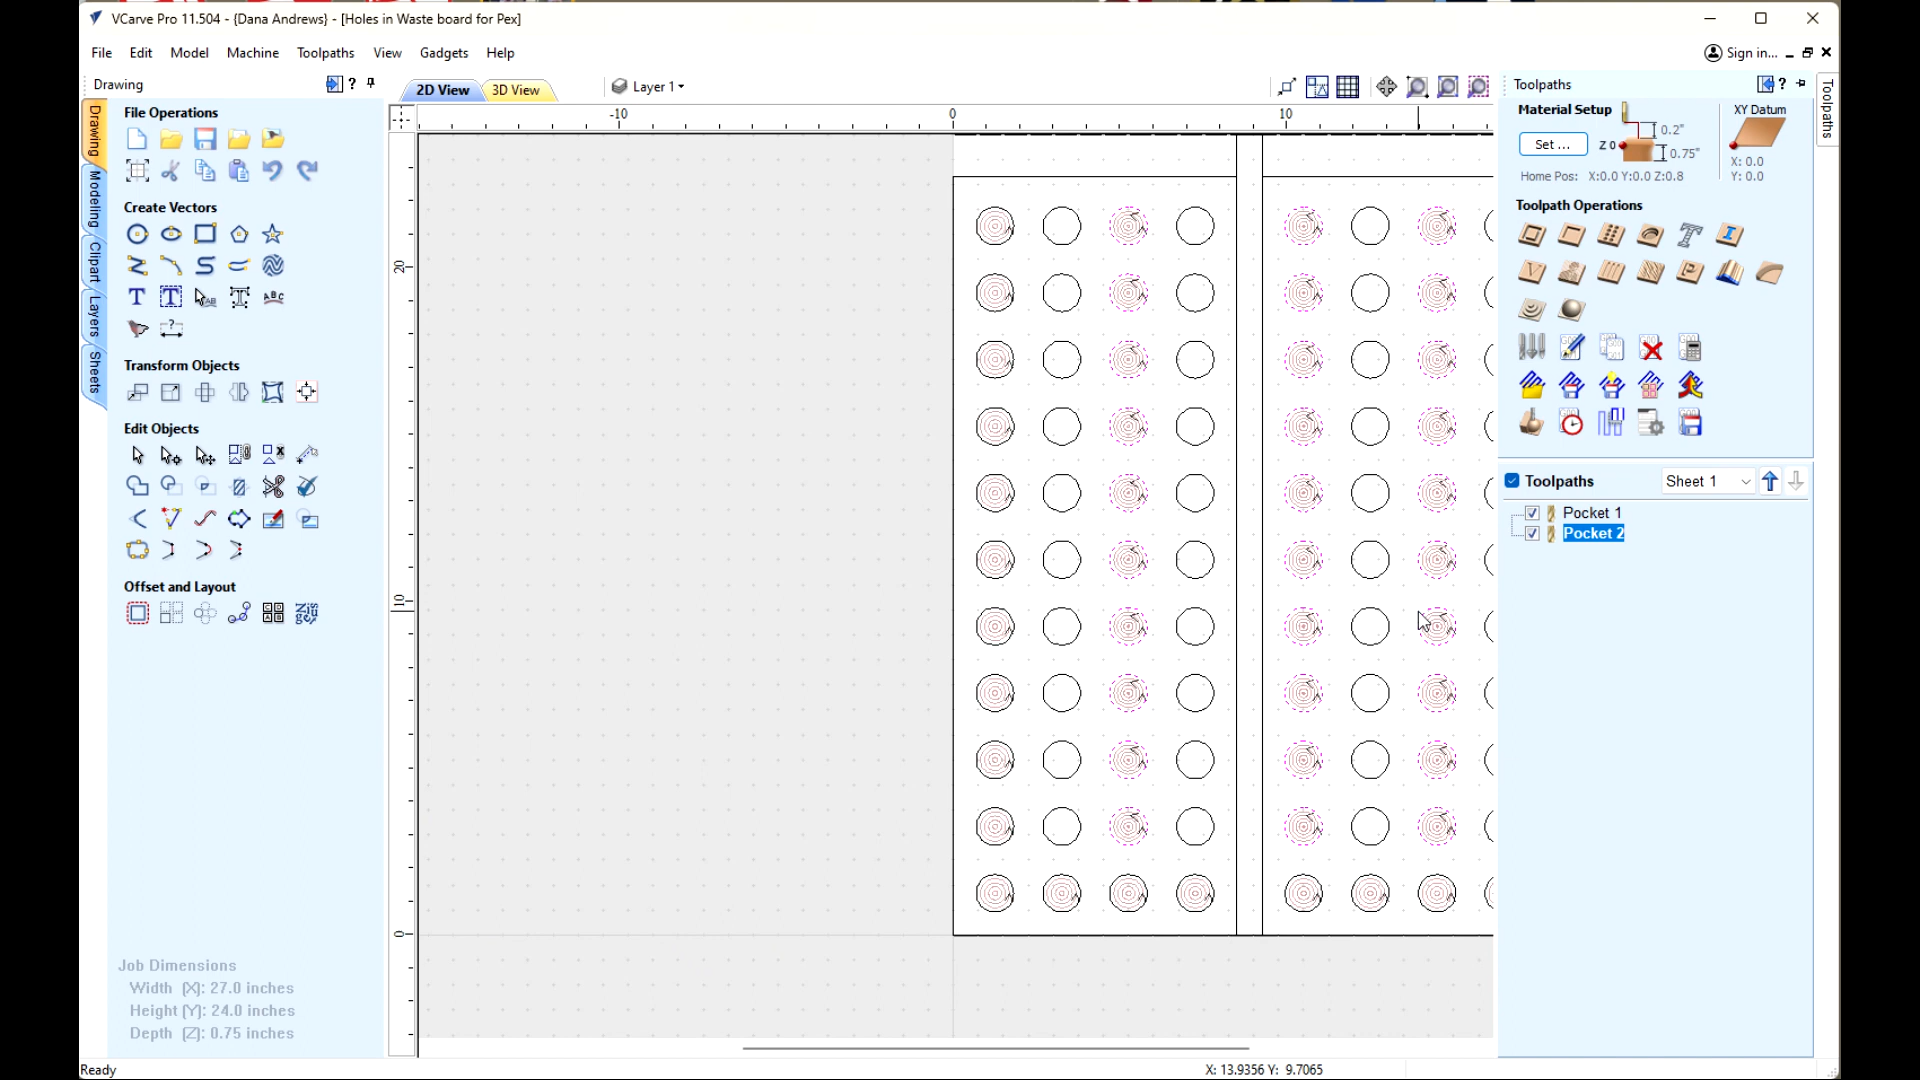 VCarve Pro 11.504 - {Dana Andrews} - [Holes in Waste board for Pex]
File Edit Model Machine Toolpaths View Gadgets Help
Sign in...
Drawing
2D View
3D View
Layer 1
Toolpaths
Toolpaths
Drawing
Modeling
Clipart
Layers
Sheets
File Operations
Create Vectors
Transform Objects
Edit Objects
Offset and Layout
Job Dimensions
Width (X): 27.0 inches
Height (Y): 24.0 inches
Depth (Z): 0.75 inches
-10
0
10
20
10
0
Material Setup
Set ...
Z 0
0.2"
0.75"
XY Datum
X: 0.0
Y: 0.0
Home Pos: X:0.0 Y:0.0 Z:0.8
Toolpath Operations
Toolpaths
Sheet 1
Pocket 1
Pocket 2
Ready
X: 13.9356 Y: 9.7065